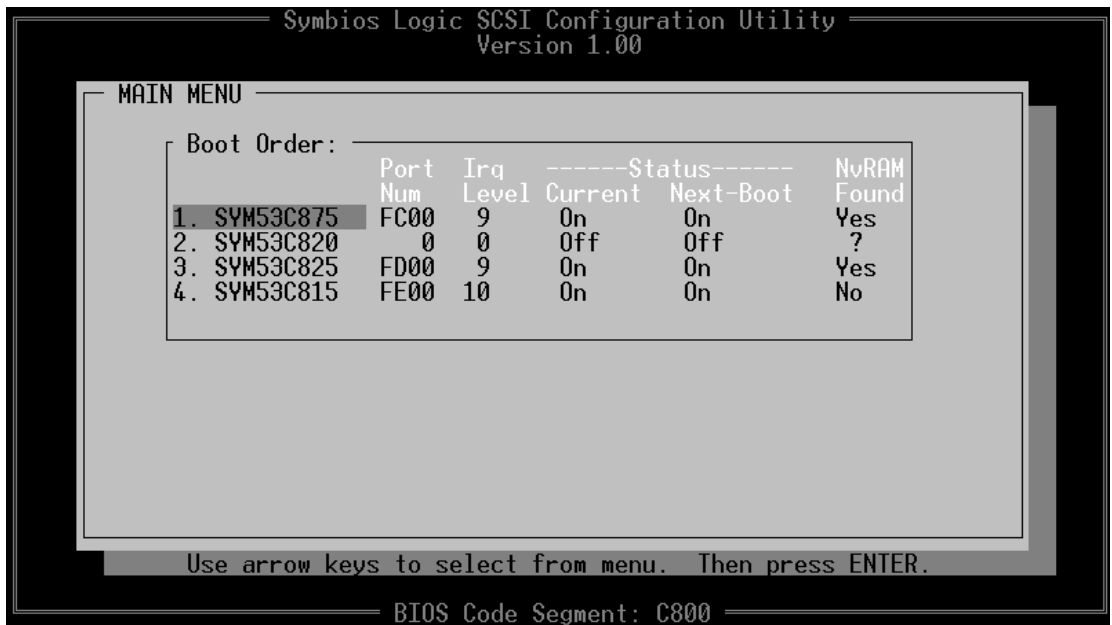 Symbios Logic SCSI Configuration Utility
Version 1.00
MAIN MENU
Boot Order:
Port Irq ------Status------ NvRAM
Num Level Current Next-Boot Found
1. SYM53C875 FC00 9 On On Yes
2. SYM53C820 0 0 Off Off ?
3. SYM53C825 FD00 9 On On Yes
4. SYM53C815 FE00 10 On On No
Use arrow keys to select from menu. Then press ENTER.
BIOS Code Segment: C800